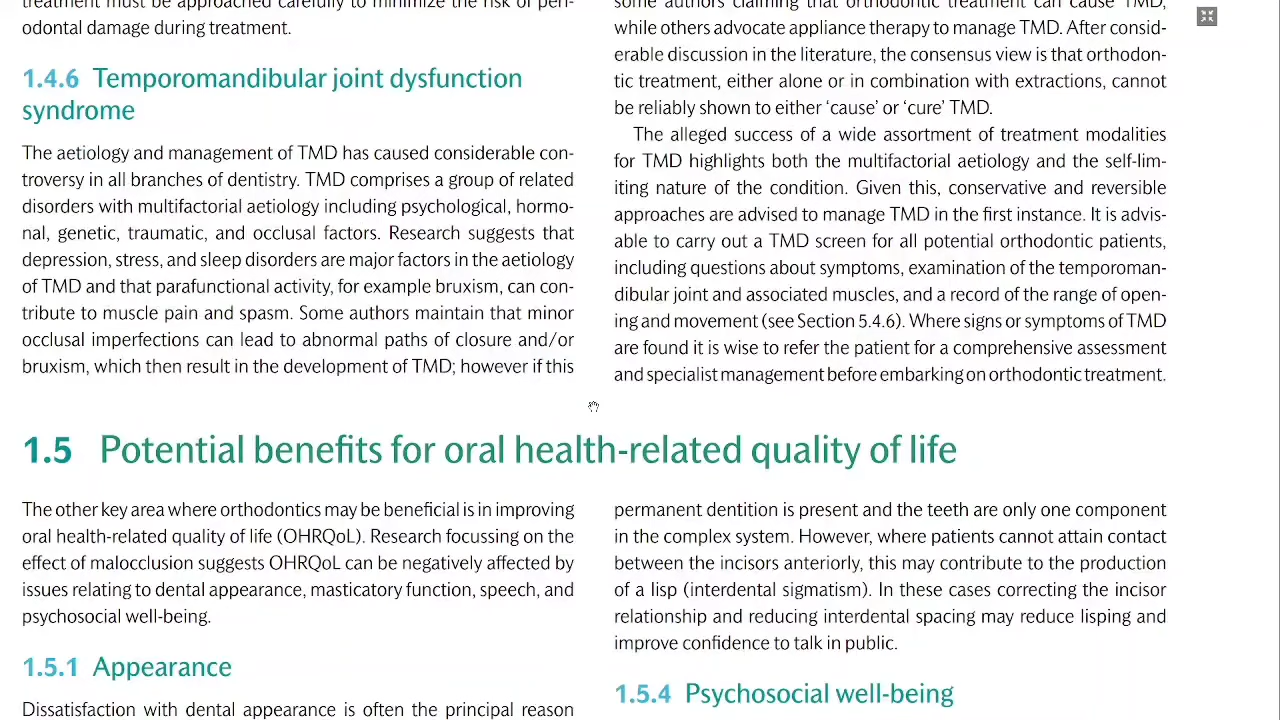 treatment must be approached carefully to minimize the risk of peri-
odontal damage during treatment.
1.4.6 Temporomandibular joint dysfunction
syndrome
The aetiology and management of TMD has caused considerable con-
troversy in all branches of dentistry. TMD comprises a group of related
disorders with multifactorial aetiology including psychological, hormo-
nal, genetic, traumatic, and occlusal factors. Research suggests that
depression, stress, and sleep disorders are major factors in the aetiology
of TMD and that parafunctional activity, for example bruxism, can con-
tribute to muscle pain and spasm. Some authors maintain that minor
occlusal imperfections can lead to abnormal paths of closure and/or
bruxism, which then result in the development of TMD; however if this
some authors claiming that orthodontic treatment can cause TMD,
while others advocate appliance therapy to manage TMD. After consid-
erable discussion in the literature, the consensus view is that orthodon-
tic treatment, either alone or in combination with extractions, cannot
be reliably shown to either ‘cause’ or ‘cure’ TMD.
The alleged success of a wide assortment of treatment modalities
for TMD highlights both the multifactorial aetiology and the self-lim-
iting nature of the condition. Given this, conservative and reversible
approaches are advised to manage TMD in the first instance. It is advis-
able to carry out a TMD screen for all potential orthodontic patients,
including questions about symptoms, examination of the temporoman-
dibular joint and associated muscles, and a record of the range of open-
ing and movement (see Section 5.4.6). Where signs or symptoms of TMD
are found it is wise to refer the patient for a comprehensive assessment
and specialist management before embarking on orthodontic treatment.
1.5 Potential benefits for oral health-related quality of life
The other key area where orthodontics may be beneficial is in improving
oral health-related quality of life (OHRQoL). Research focussing on the
effect of malocclusion suggests OHRQoL can be negatively affected by
issues relating to dental appearance, masticatory function, speech, and
psychosocial well-being.
1.5.1 Appearance
Dissatisfaction with dental appearance is often the principal reason
permanent dentition is present and the teeth are only one component
in the complex system. However, where patients cannot attain contact
between the incisors anteriorly, this may contribute to the production
of a lisp (interdental sigmatism). In these cases correcting the incisor
relationship and reducing interdental spacing may reduce lisping and
improve confidence to talk in public.
1.5.4 Psychosocial well-being